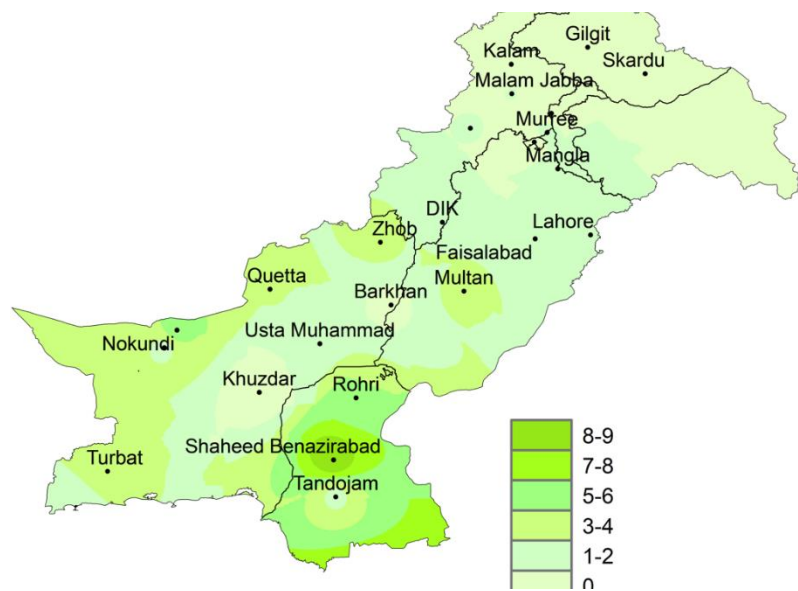 Gilgit
Kalam
Skardu
Malam Jabba
Murree
Mangla
DIK
Zhob
Lahore
Faisalabad
Quetta
Multan
Barkhan
Usta Muhammad
Nokundi
Khuzdar
Rohri
Shaheed Benazirabad
Turbat
Tandojam
8-9
7-8
5-6
3-4
1-2
0